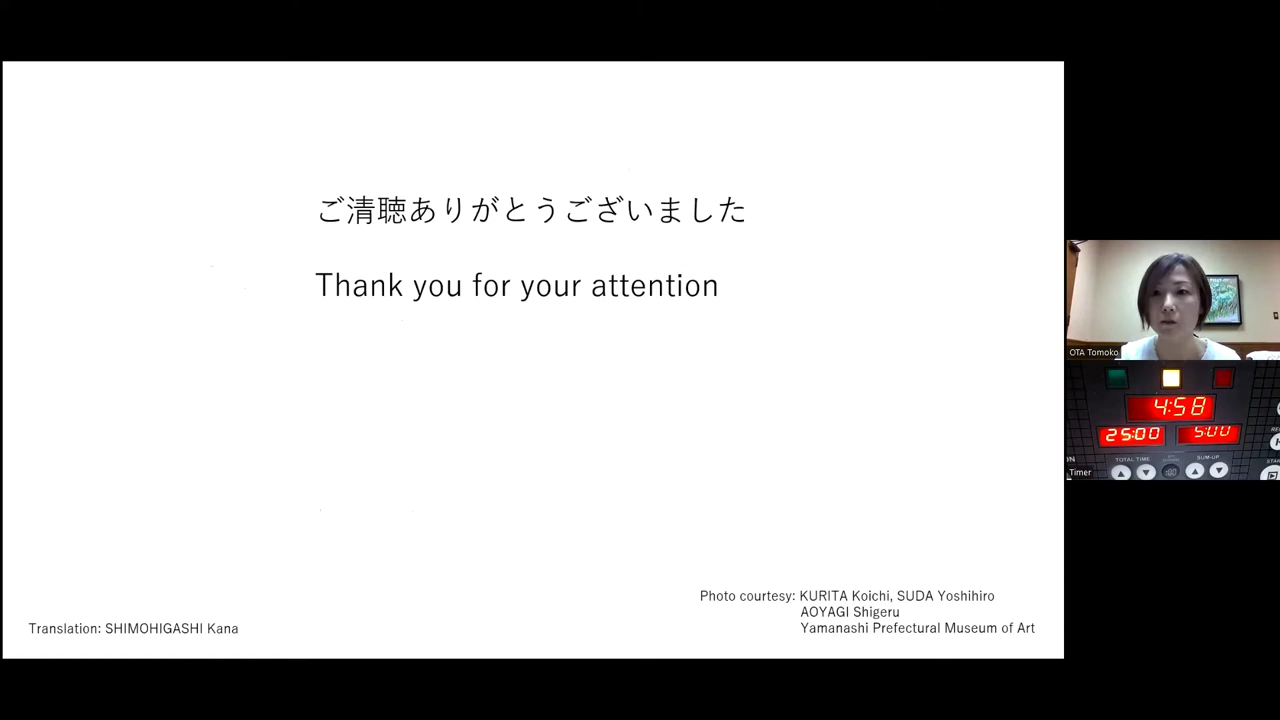 ご清聴ありがとうございました
Thank you for your attention
Photo courtesy: KURITA Koichi, SUDA Yoshihiro
AOYAGI Shigeru
Yamanashi Prefectural Museum of Art
Translation: SHIMOHIGASHI Kana
OTA Tomoko
4:58
25:00 5:00
TOTAL TIME SUM-UP
:00
Timer